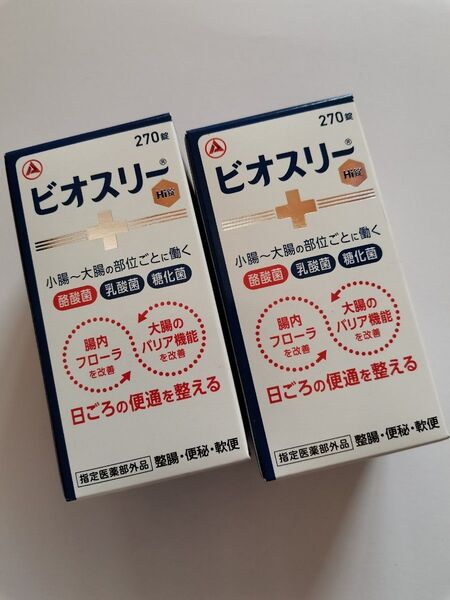 270錠
ビオスリー®
Hi錠
小腸～大腸の部位ごとに働く
酪酸菌 乳酸菌 糖化菌
腸内
フローラ
を改善
大腸の
バリア機能
を改善
日ごろの便通を整える
指定医薬部外品 整腸・便秘・軟便
270錠
ビオスリー®
Hi錠
小腸～大腸の部位ごとに働く
酪酸菌 乳酸菌 糖化菌
腸内
フローラ
を改善
大腸の
バリア機能
を改善
日ごろの便通を整える
指定医薬部外品 整腸・便秘・軟便